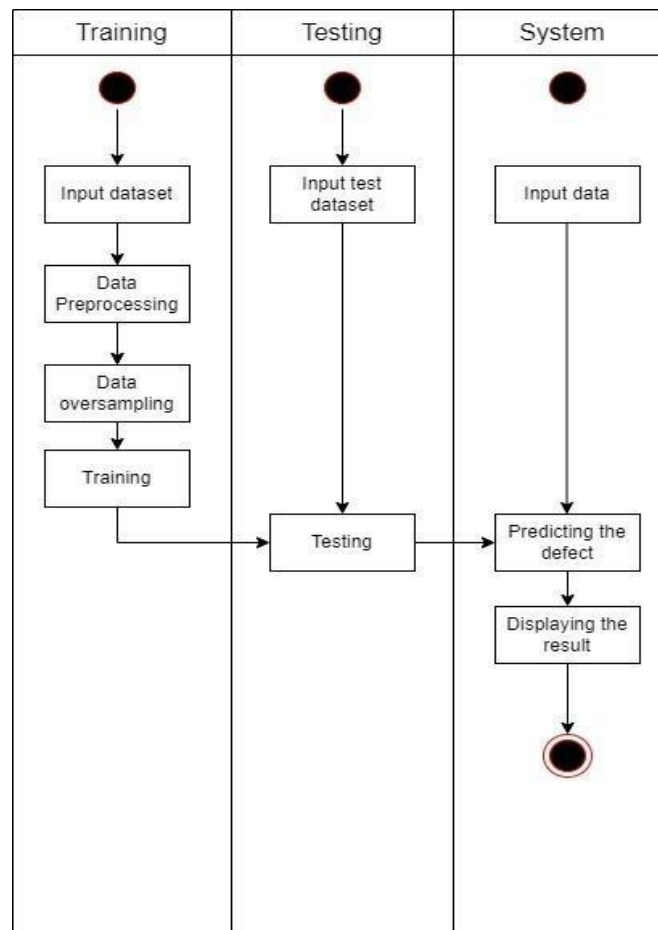 Training
Testing
System
Input dataset
Input test
dataset
Input data
Data
Preprocessing
Data
oversampling
Training
Testing
Predicting the
defect
Displaying the
result